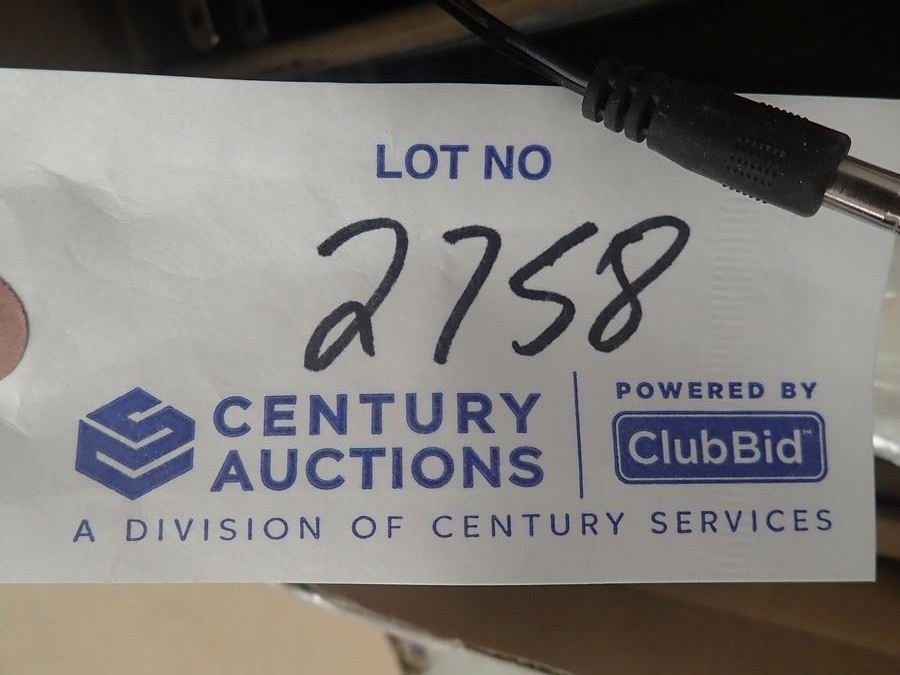 LOT NO
2758
CENTURY
AUCTIONS
POWERED BY
ClubBid™
A DIVISION OF CENTURY SERVICES